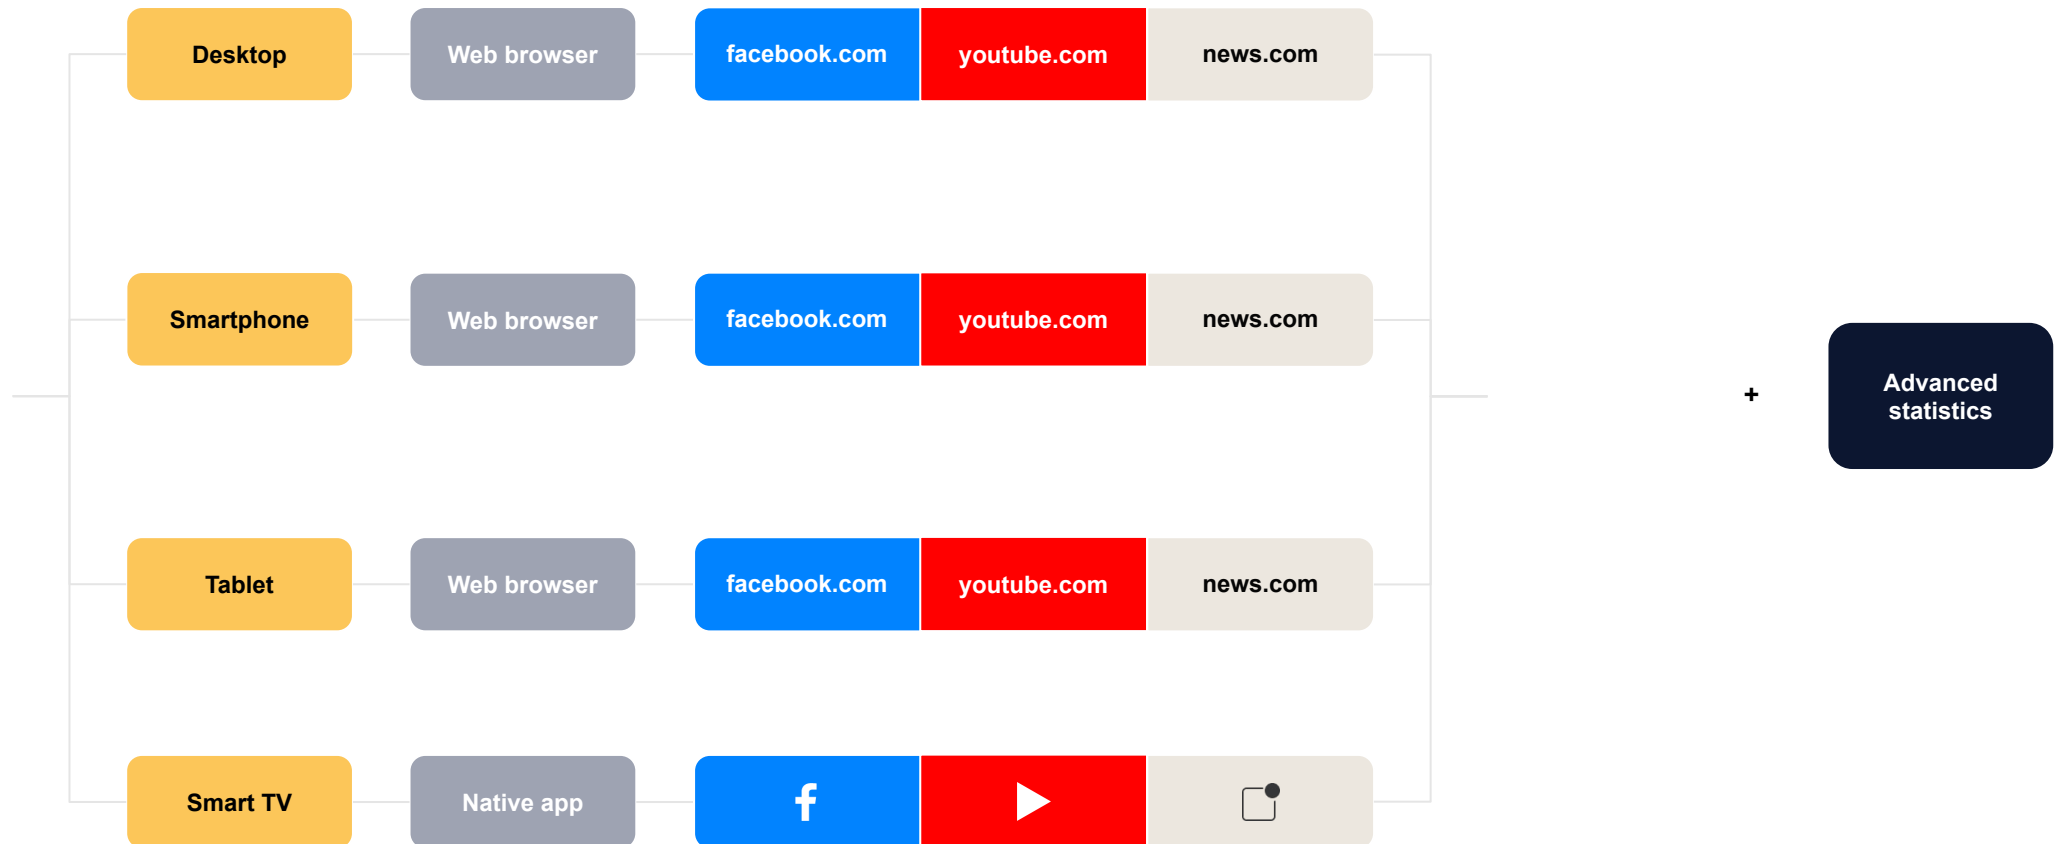 Desktop
Web browser
facebook.com
youtube.com
news.com
Smartphone
Web browser
facebook.com
youtube.com
news.com
+
Advanced
statistics
Tablet
Web browser
facebook.com
youtube.com
news.com
Smart TV
Native app